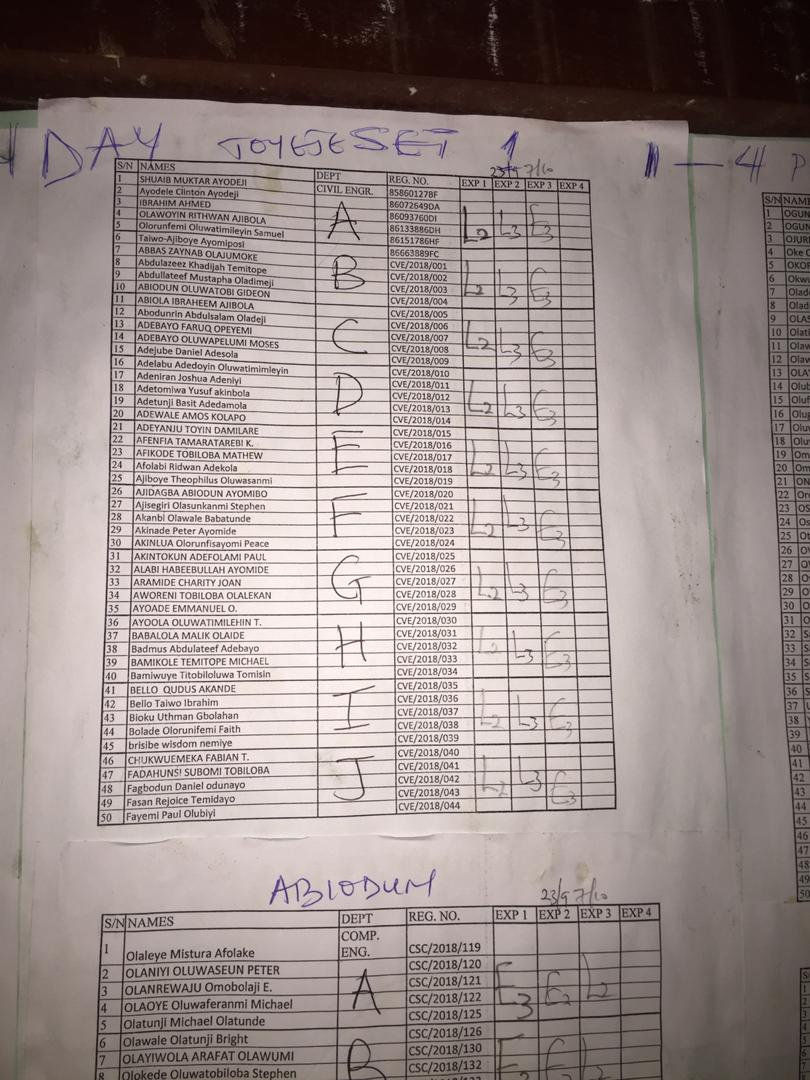 DAY TOYEJE SET 1
1 - 4
23/9 7/10
S/N NAMES DEPT REG. NO. EXP 1 EXP 2 EXP 3 EXP 4
CIVIL ENGR.
1 SHUAIB MUKTAR AYODEJI 85860127BF
2 Ayodele Clinton Ayodeji 86072649DA
3 IBRAHIM AHMED 86093760DI
4 OLAWOYIN RITHWAN AJIBOLA 86133886DH
5 Olorunfemi Oluwatimileyin Samuel 86151786HF
A L2 L3 E3
6 Taiwo-Ajiboye Ayomiposi 86663889FC
7 ABBAS ZAYNAB OLAJUMOKE CVE/2018/001
8 Abdulazeez Khadijah Temitope CVE/2018/002
9 Abdullateef Mustapha Oladimeji CVE/2018/003
10 ABIODUN OLUWATOBI GIDEON CVE/2018/004
B L2 L3 E3
11 ABIOLA IBRAHEEM AJIBOLA CVE/2018/005
12 Abodunrin Abdulsalam Oladeji CVE/2018/006
13 ADEBAYO FARUQ OPEYEMI CVE/2018/007
14 ADEBAYO OLUWAPELUMI MOSES CVE/2018/008
15 Adejube Daniel Adesola CVE/2018/009
C L2 L3 E3
16 Adelabu Adedoyin Oluwatimimleyin CVE/2018/010
17 Adeniran Joshua Adeniyi CVE/2018/011
18 Adetomiwa Yusuf akinbola CVE/2018/012
19 Adetunji Basit Adedamola CVE/2018/013
20 ADEWALE AMOS KOLAPO CVE/2018/014
D L2 L3 E3
21 ADEYANJU TOYIN DAMILARE CVE/2018/015
22 AFENFIA TAMARATAREBI K. CVE/2018/016
23 AFIKODE TOBILOBA MATHEW CVE/2018/017
24 Afolabi Ridwan Adekola CVE/2018/018
25 Ajiboye Theophilus Oluwasanmi CVE/2018/019
E L2 L3 E3
26 AJIDAGBA ABIODUN AYOMIBO CVE/2018/020
27 Ajisegiri Olasunkanmi Stephen CVE/2018/021
28 Akanbi Olawale Babatunde CVE/2018/022
29 Akinade Peter Ayomide CVE/2018/023
30 AKINLUA Olorunfisayomi Peace CVE/2018/024
F L2 L3 E3
31 AKINTOKUN ADEFOLAMI PAUL CVE/2018/025
32 ALABI HABEEBULLAH AYOMIDE CVE/2018/026
33 ARAMIDE CHARITY JOAN CVE/2018/027
34 AWORENI TOBILOBA OLALEKAN CVE/2018/028
35 AYOADE EMMANUEL O. CVE/2018/029
G L2 L3 E3
36 AYOOLA OLUWATIMILEHIN T. CVE/2018/030
37 BABALOLA MALIK OLAIDE CVE/2018/031
38 Badmus Abdulateef Adebayo CVE/2018/032
39 BAMIKOLE TEMITOPE MICHAEL CVE/2018/033
40 Bamiwuye Titobiloluwa Tomisin CVE/2018/034
H L2 L3 E3
41 BELLO QUDUS AKANDE CVE/2018/035
42 Bello Taiwo Ibrahim CVE/2018/036
43 Bioku Uthman Gbolahan CVE/2018/037
44 Bolade Olorunifemi Faith CVE/2018/038
45 brisibe wisdom nemiye CVE/2018/039
I L2 L3 E3
46 CHUKWUEMEKA FABIAN T. CVE/2018/040
47 FADAHUNSI SUBOMI TOBILOBA CVE/2018/041
48 Fagbodun Daniel odunayo CVE/2018/042
49 Fasan Rejoice Temidayo CVE/2018/043
50 Fayemi Paul Olubiyi CVE/2018/044
J L2 L3 E3
ABIODUN
23/9 7/10
S/N NAMES DEPT REG. NO. EXP 1 EXP 2 EXP 3 EXP 4
COMP. ENG.
1 Olaleye Mistura Afolake CSC/2018/119
2 OLANIYI OLUWASEUN PETER CSC/2018/120
3 OLANREWAJU Omobolaji E. CSC/2018/121
4 OLAOYE Oluwaferanmi Michael CSC/2018/122
5 Olatunji Michael Olatunde CSC/2018/125
A E3 E2 L2
6 Olawale Olatunji Bright CSC/2018/126
7 OLAYIWOLA ARAFAT OLAWUMI CSC/2018/130
8 Olokede Oluwatobiloba Stephen CSC/2018/132
B
S/N NAME
1 OGUN
2 OGUN
3 OJURI
4 Oke
5 OKOF
6 Okwu
7 Olad
8 Olad
9 OLAS
10 Olati
11 Olaw
12 Olaw
13 OLA
14 Olub
15 Oluf
16 Olup
17 Oluv
18 Oluv
19 Om
20 Om
21 ON
22 Or
23 OS
24
25
26
27
28
29
30
31
32
33
34
35
36
37
38
39
40
41
42
43
44
45
46
47
48
49
50